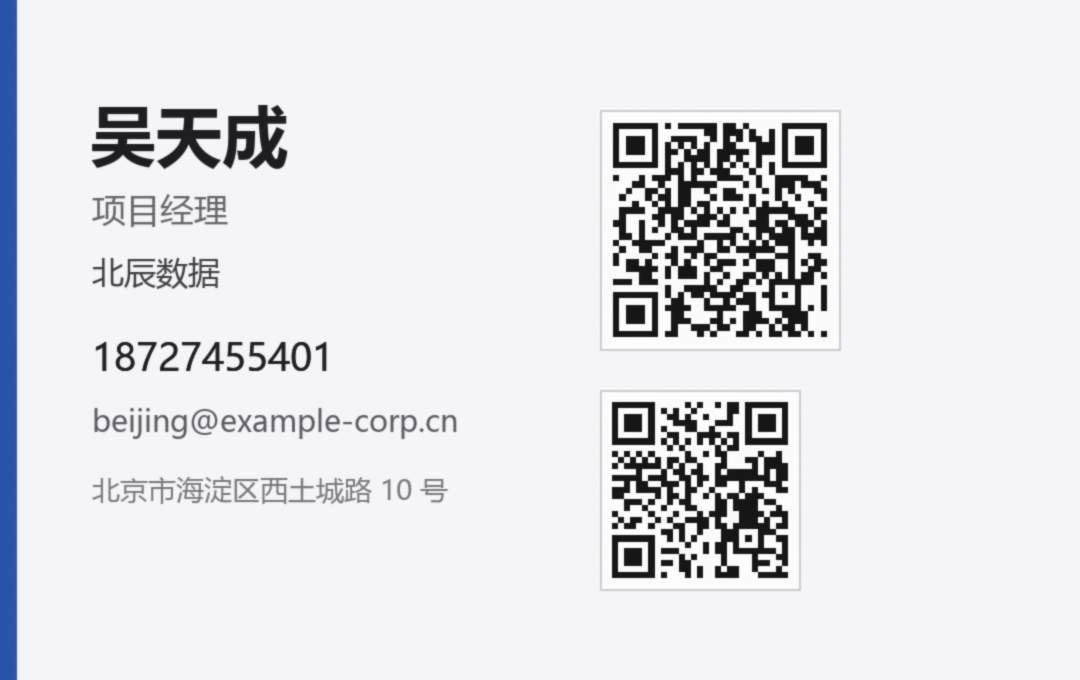 吴天成
项目经理
北辰数据
18727455401
beijing@example-corp.cn
北京市海淀区西土城路 10 号